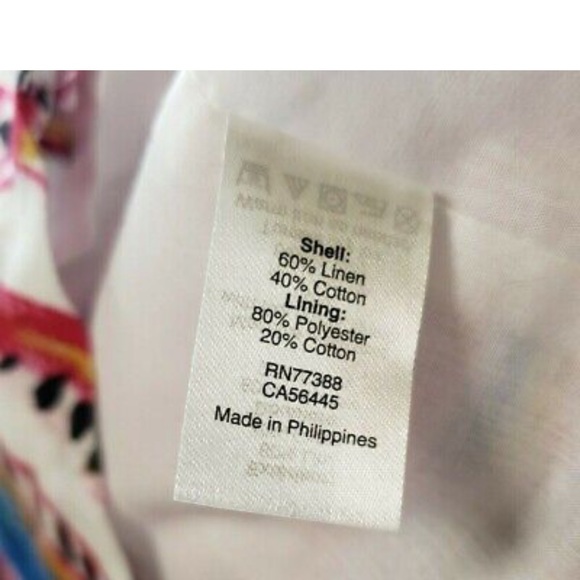 Shell:
60% Linen
40% Cotton
Lining:
80% Polyester
20% Cotton
RN77388
CA56445
Made in Philippines